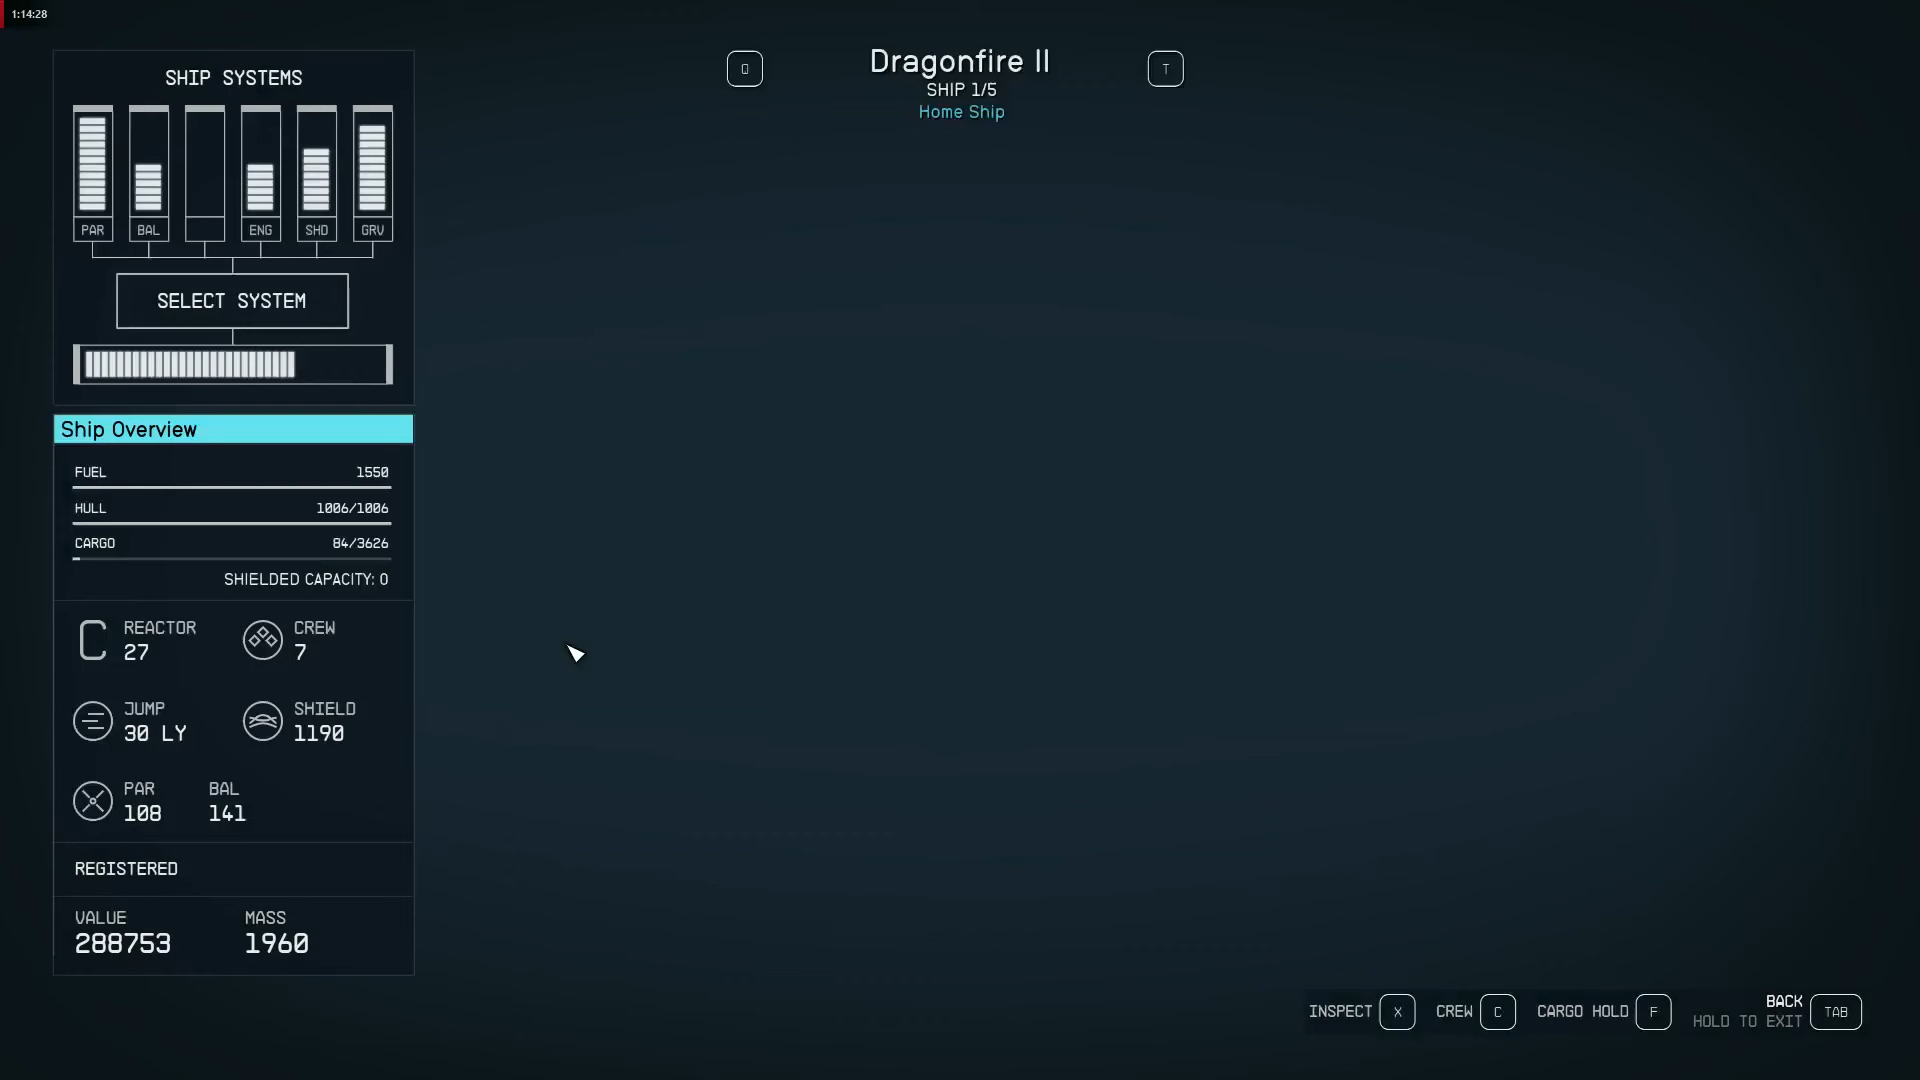 1:14:28
SHIP SYSTEMS
PAR BAL ENG SHD GRV
SELECT SYSTEM
Q
Dragonfire II
T
SHIP 1/5
Home Ship
Ship Overview
FUEL 1550
HULL 1006/1006
CARGO 84/3626
SHIELDED CAPACITY: 0
C
REACTOR CREW
27 7
JUMP SHIELD
30 LY 1190
PAR BAL
108 141
REGISTERED
VALUE MASS
288753 1960
INSPECT X CREW C CARGO HOLD F BACK TAB
HOLD TO EXIT